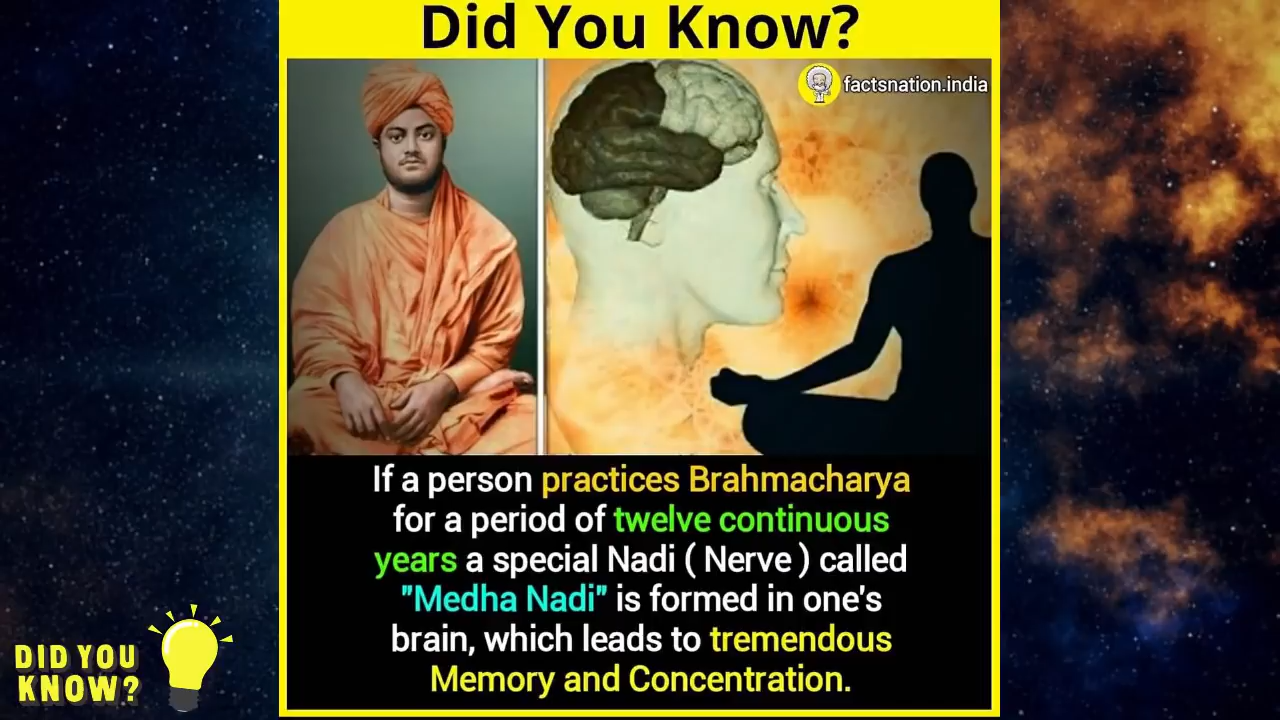 Did You Know?
factsnation.india
If a person practices Brahmacharya
for a period of twelve continuous
years a special Nadi ( Nerve ) called
"Medha Nadi" is formed in one's
brain, which leads to tremendous
Memory and Concentration.
DID YOU
KNOW?